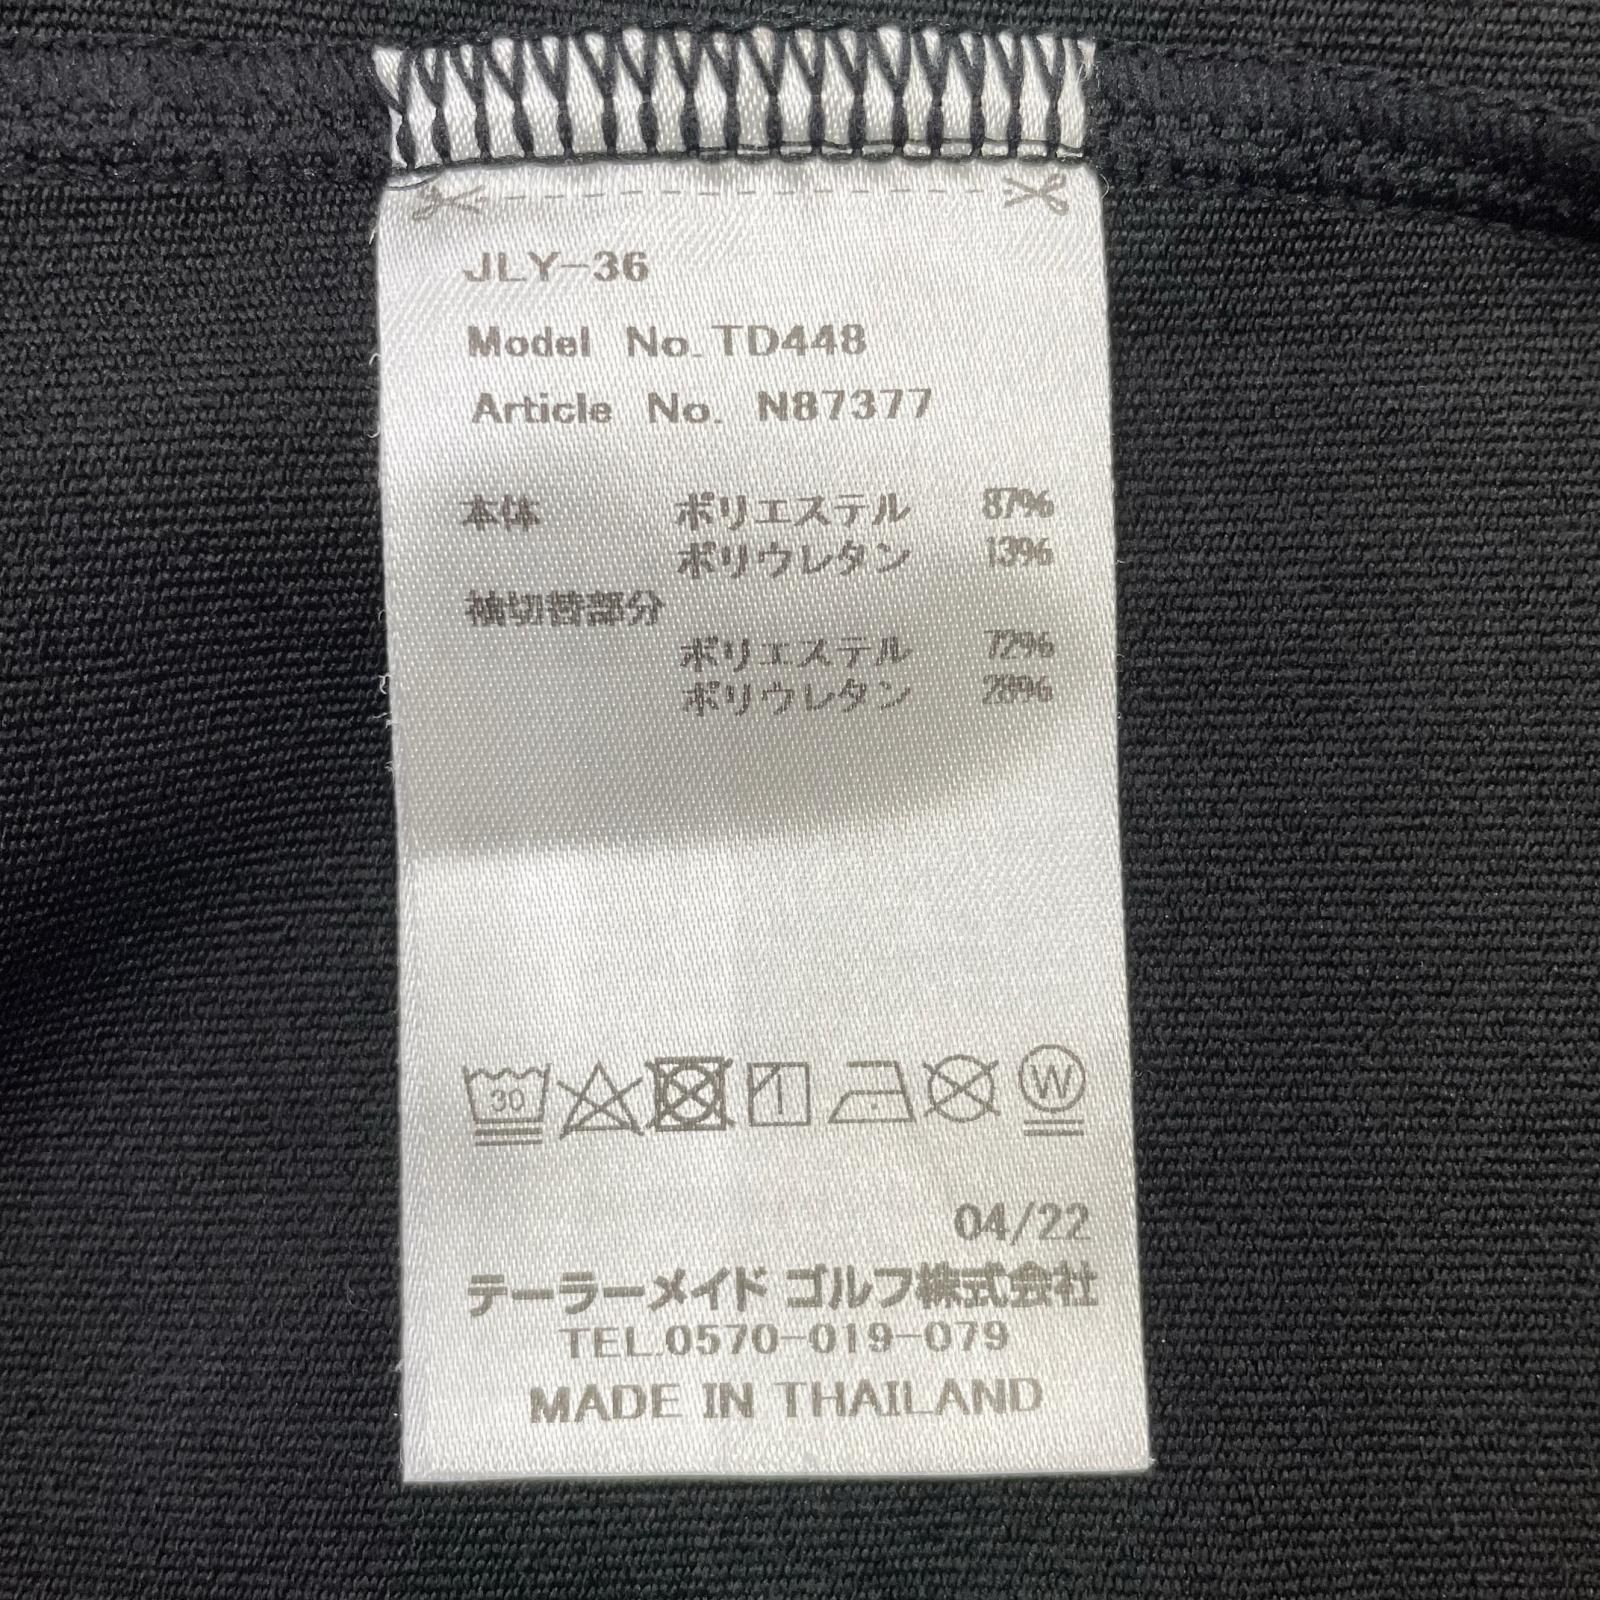 JLY-36
Model No. TD448
Article No. N87377
本体 ポリエステル 87%
ポリウレタン 13%
袖切替部分
ポリエステル 72%
ポリウレタン 28%
30 W
04/22
テーラーメイド ゴルフ株式会社
TEL.0570-019-079
MADE IN THAILAND